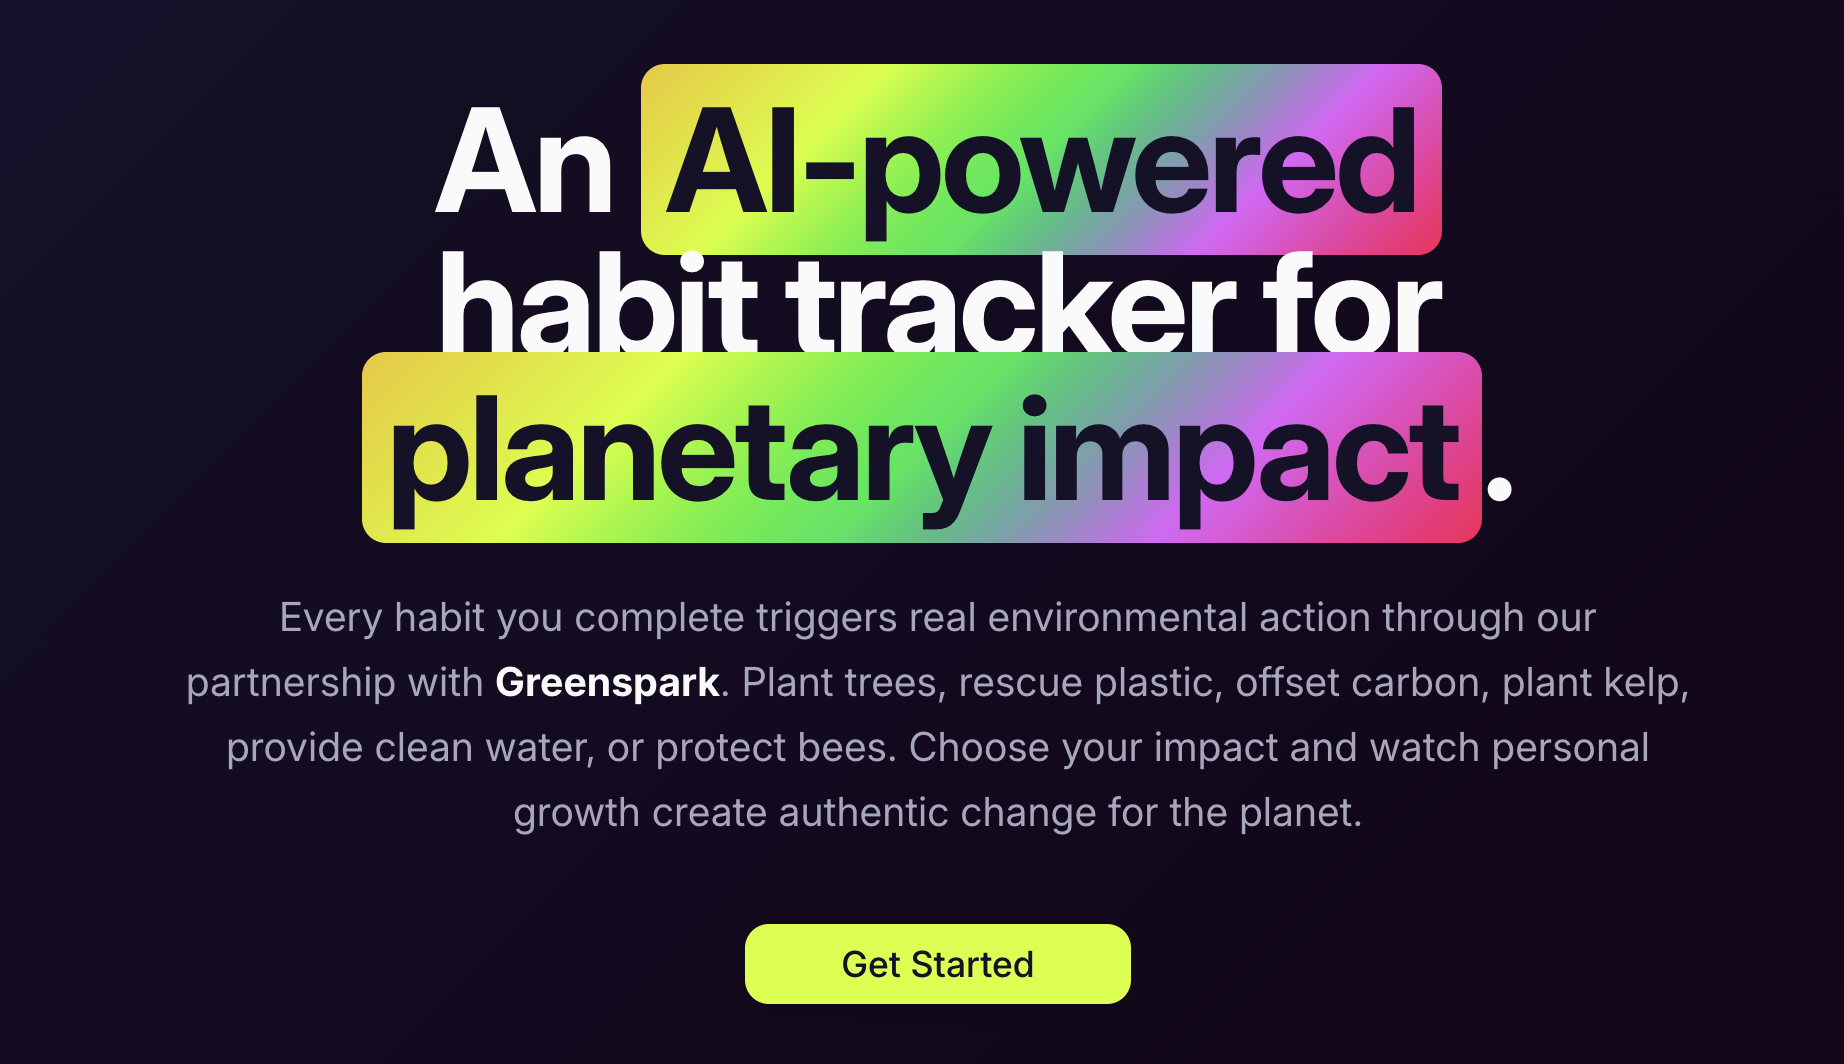 An AI-powered
habit tracker for
planetary impact.
Every habit you complete triggers real environmental action through our
partnership with Greenspark. Plant trees, rescue plastic, offset carbon, plant kelp,
provide clean water, or protect bees. Choose your impact and watch personal
growth create authentic change for the planet.
Get Started